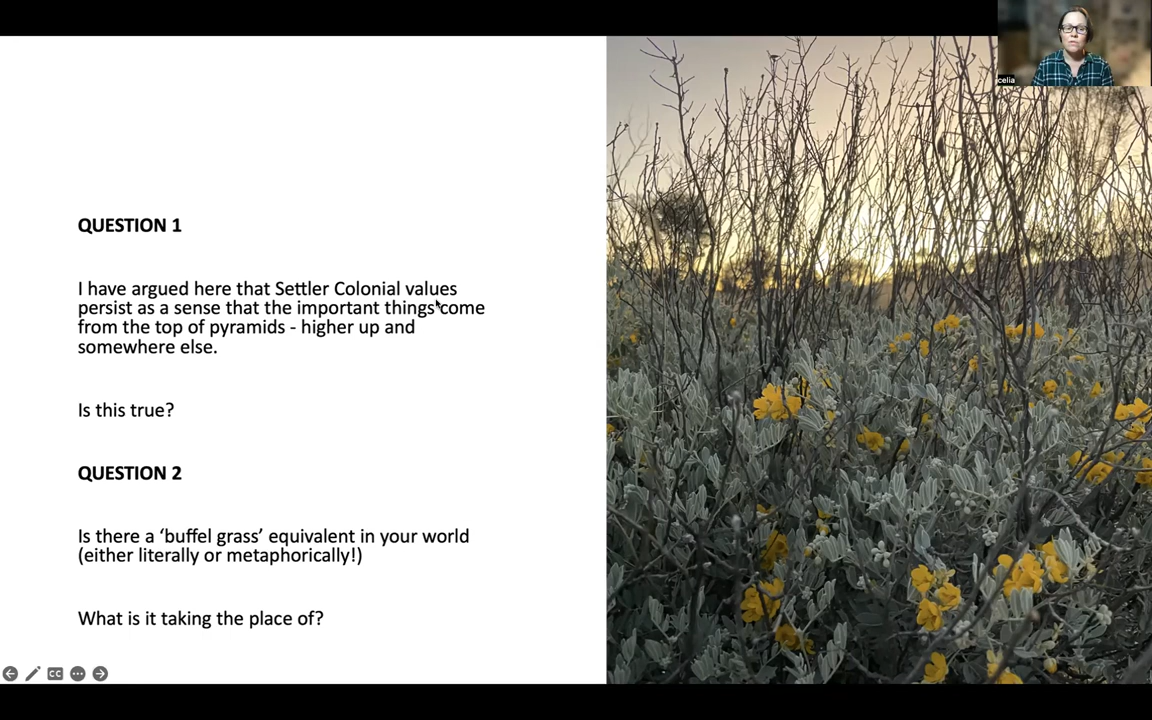 celia
QUESTION 1
I have argued here that Settler Colonial values
persist as a sense that the important things come
from the top of pyramids - higher up and
somewhere else.
Is this true?
QUESTION 2
Is there a ‘buffel grass’ equivalent in your world
(either literally or metaphorically!)
What is it taking the place of?
CC